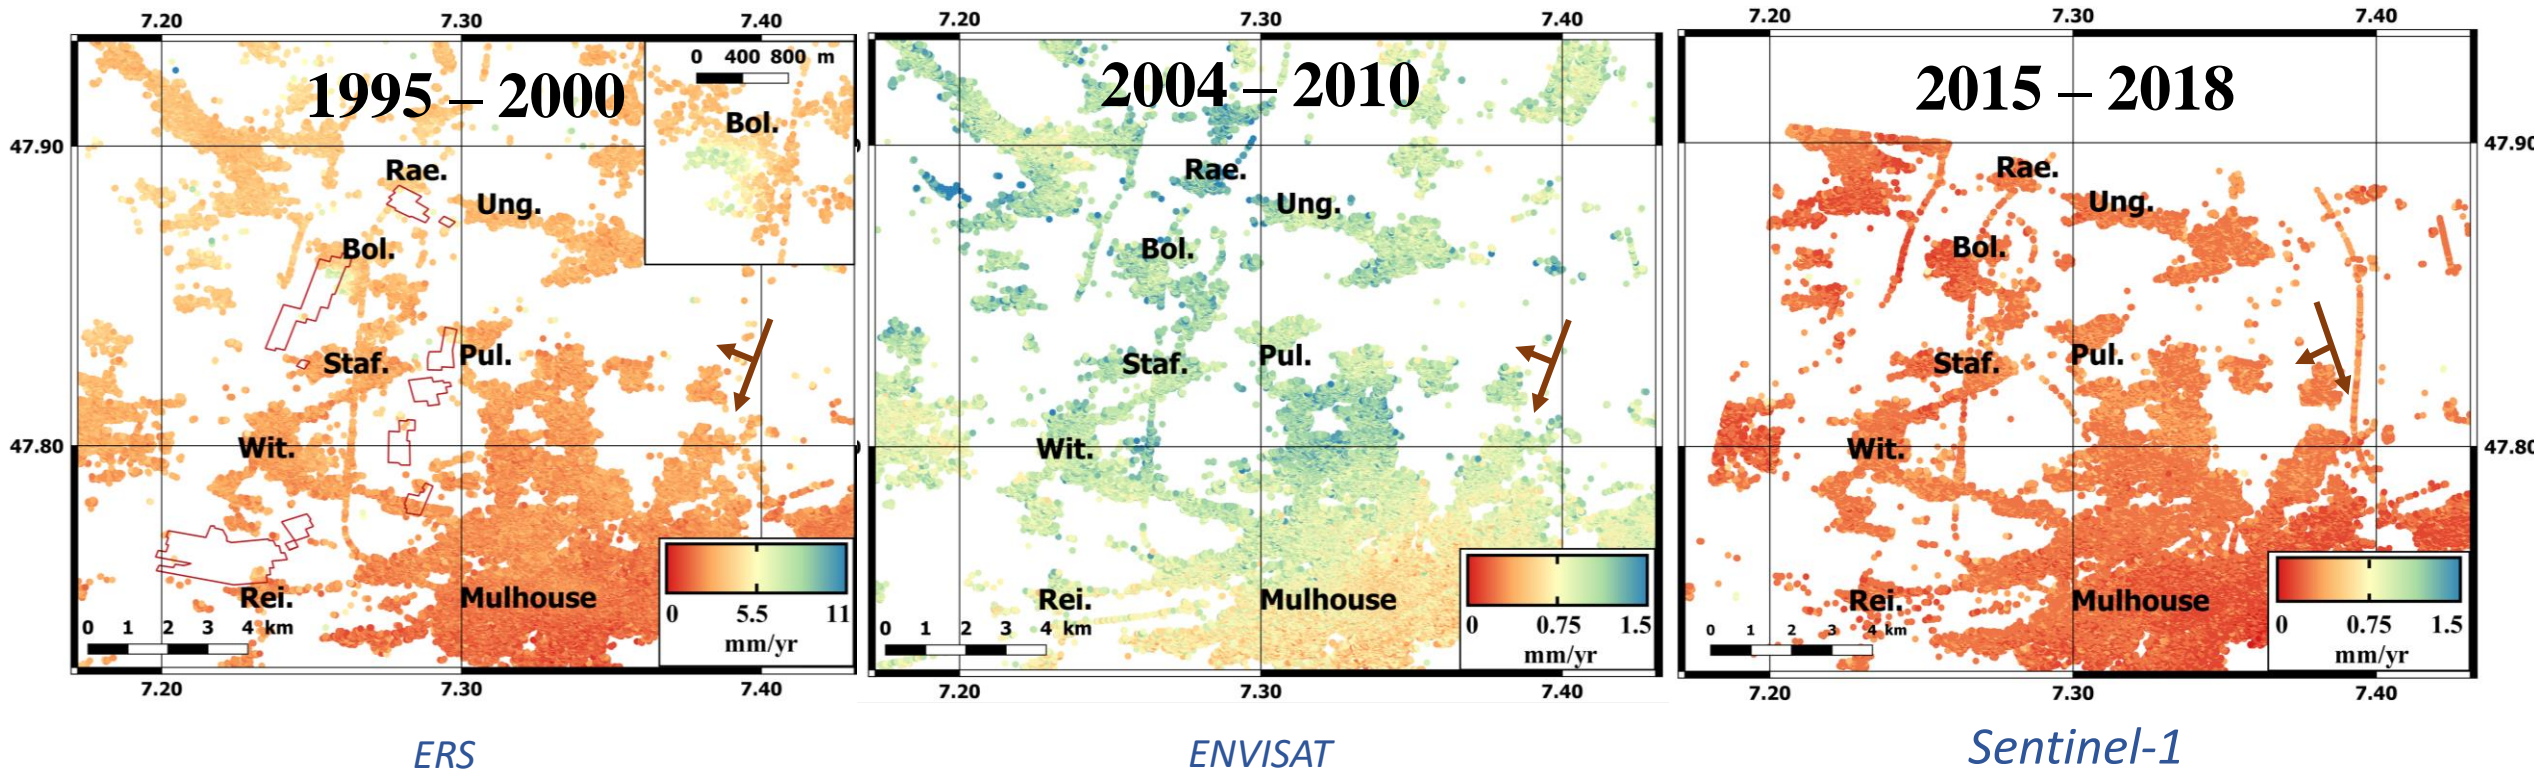 7.20 7.30 7.40
1995 – 2000
0 400 800 m
Bol.
47.90
Rae.
Ung.
Bol.
Staf.
Pul.
47.80
Wit.
Rei.
Mulhouse
0 1 2 3 4 km
0 5.5 11
mm/yr
7.20 7.30 7.40
ERS
7.20 7.30 7.40
2004 – 2010
Rae.
Ung.
Bol.
Staf.
Pul.
Wit.
Rei.
Mulhouse
0 1 2 3 4 km
0 0.75 1.5
mm/yr
7.20 7.30 7.40
ENVISAT
7.20 7.30 7.40
2015 – 2018
47.90
Rae.
Ung.
Bol.
Staf.
Pul.
47.80
Wit.
Rei.
Mulhouse
0 1 2 3 4 km
0 0.75 1.5
mm/yr
7.20 7.30 7.40
Sentinel-1